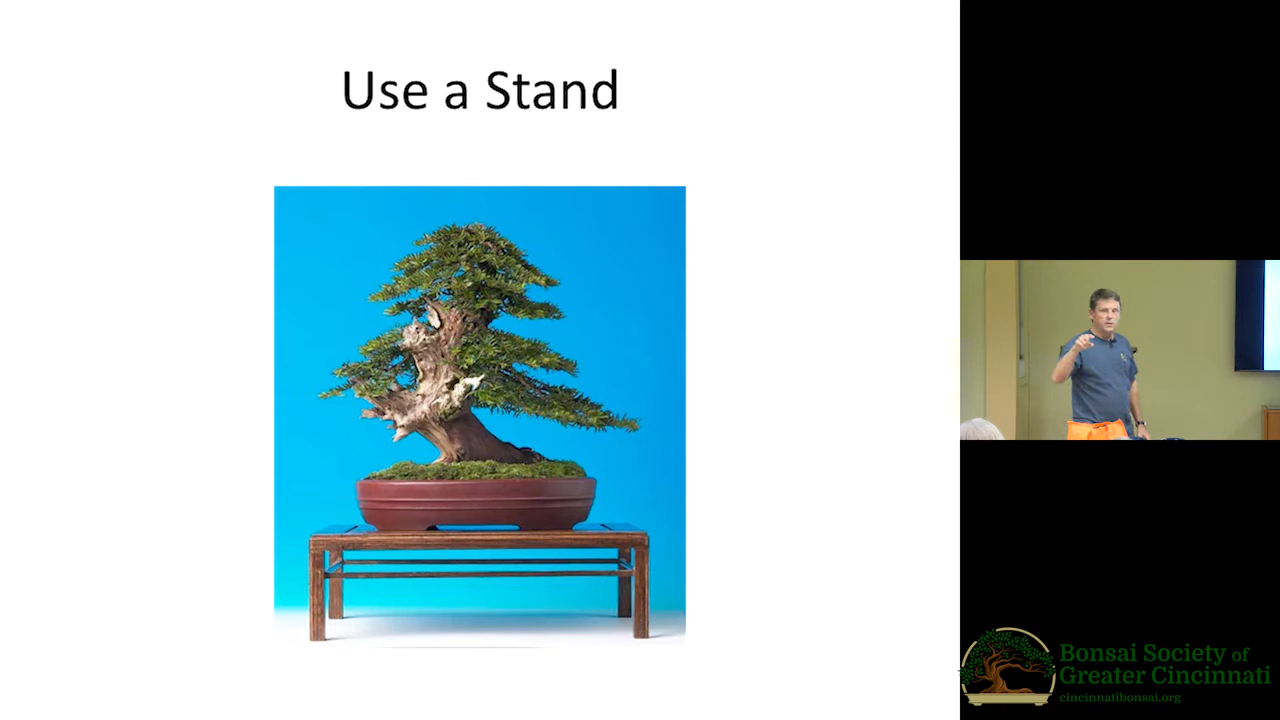 Use a Stand
Bonsai Society of
Greater Cincinnati
cincinnatibonsai.org